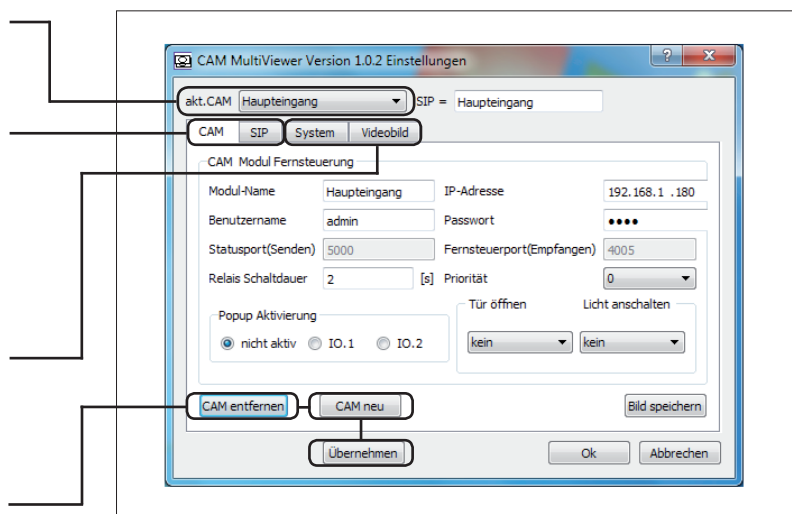 CAM MultiViewer Version 1.0.2 Einstellungen
? X
akt.CAM Haupteingang SIP = Haupteingang
CAM SIP System Videobild
CAM Modul Fernsteuerung
Modul-Name Haupteingang IP-Adresse 192.168.1 .180
Benutzername admin Passwort ●●●●
Statusport(Senden) 5000 Fernsteuerport(Empfangen) 4005
Relais Schaltdauer 2 [s] Priorität 0
Popup Aktivierung Tür öffnen Licht anschalten
nicht aktiv IO.1 IO.2 kein kein
CAM entfernen CAM neu Bild speichern
Übernehmen Ok Abbrechen